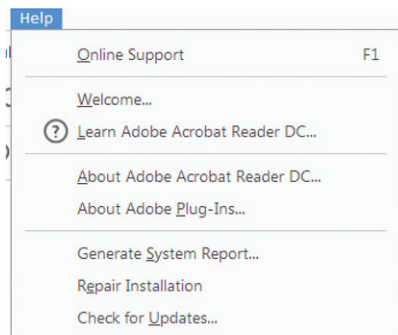 Help
Online Support F1
Welcome...
Learn Adobe Acrobat Reader DC...
About Adobe Acrobat Reader DC...
About Adobe Plug-Ins...
Generate System Report...
Repair Installation
Check for Updates...